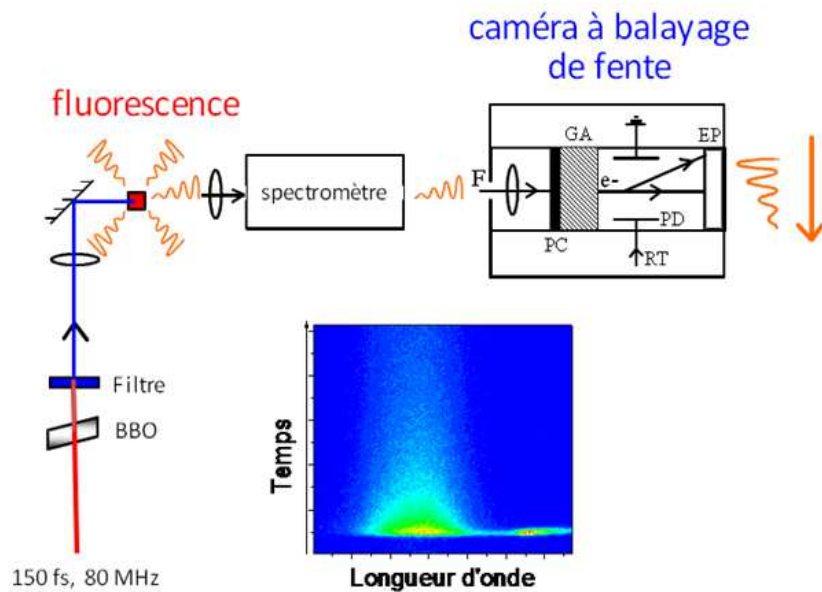 caméra à balayage
de fente
fluorescence
GA
EP
spectromètre
F
e-
PD
PC
RT
Filtre
BBO
Temps
150 fs, 80 MHz
Longueur d'onde